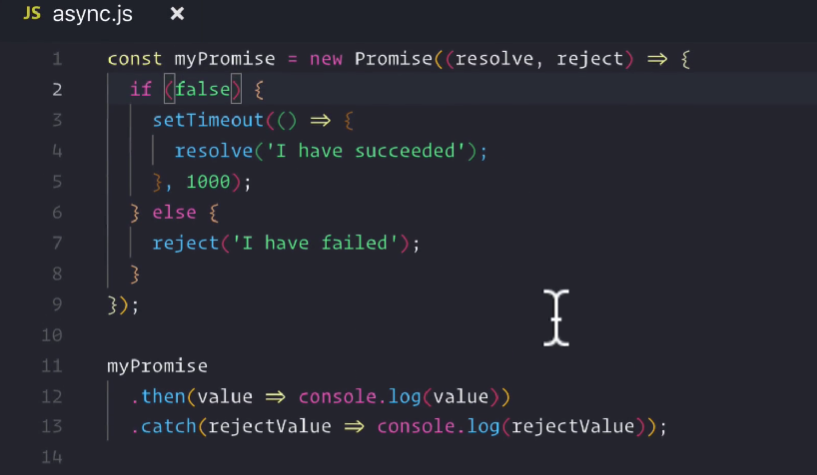 JS async.js ×
1 const myPromise = new Promise((resolve, reject) => {
2 if (false) {
3 setTimeout(() => {
4 resolve('I have succeeded');
5 }, 1000);
6 } else {
7 reject('I have failed');
8 }
9 });
10
11 myPromise
12 .then(value => console.log(value))
13 .catch(rejectValue => console.log(rejectValue));
14